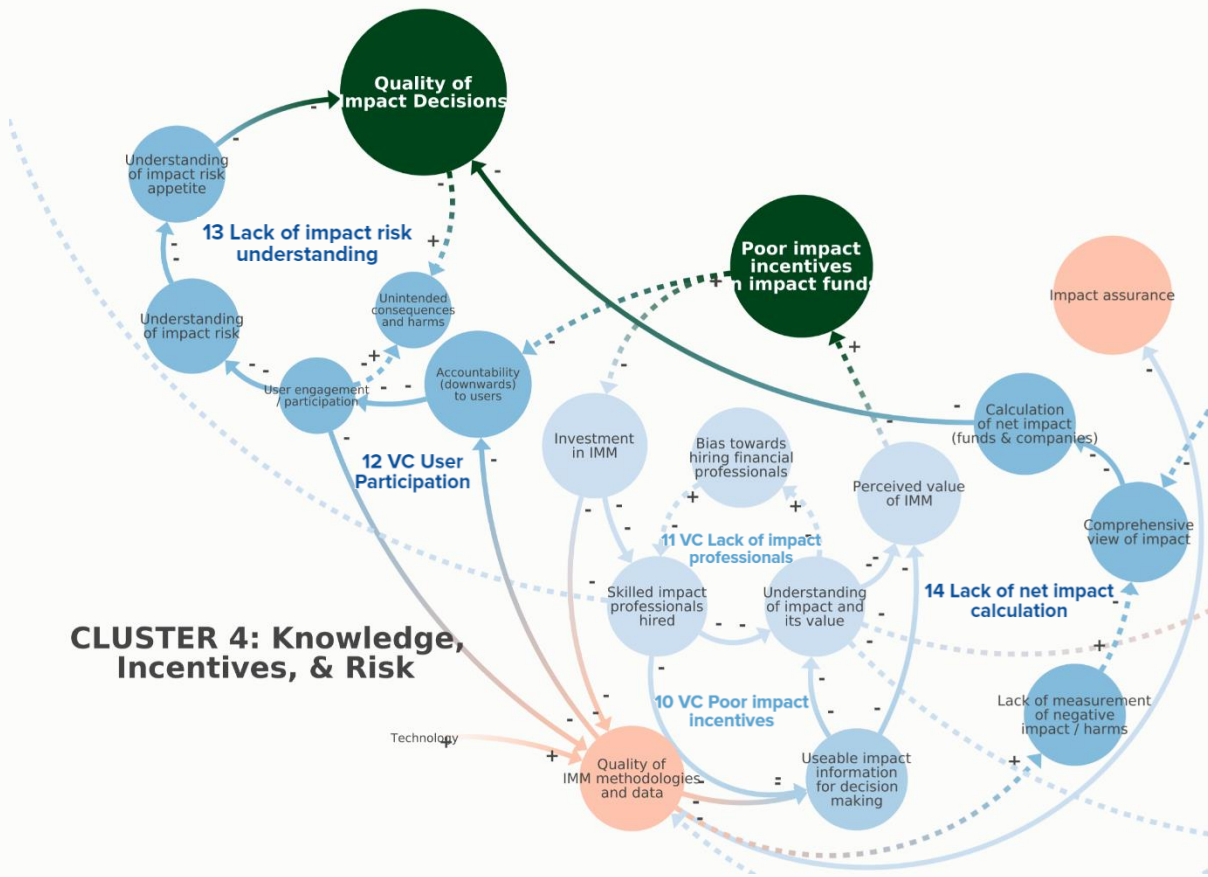 Quality of
Impact Decisions
Understanding
of impact risk
appetite
13 Lack of impact risk
understanding
Poor impact
incentives
in impact funds
Impact assurance
Unintended
consequences
and harms
Understanding
of impact risk
User engagement
/ participation
Accountability
(downwards)
to users
Calculation
of net impact
(funds & companies)
Investment
in IMM
Bias towards
hiring financial
professionals
Perceived value
of IMM
12 VC User
Participation
Comprehensive
view of impact
11 VC Lack of impact
professionals
Skilled impact
professionals
hired
Understanding
of impact and
its value
14 Lack of net impact
calculation
CLUSTER 4: Knowledge,
Incentives, & Risk
10 VC Poor impact
incentives
Lack of measurement
of negative
impact / harms
Technology
Quality of
IMM methodologies
and data
Useable impact
information
for decision
making